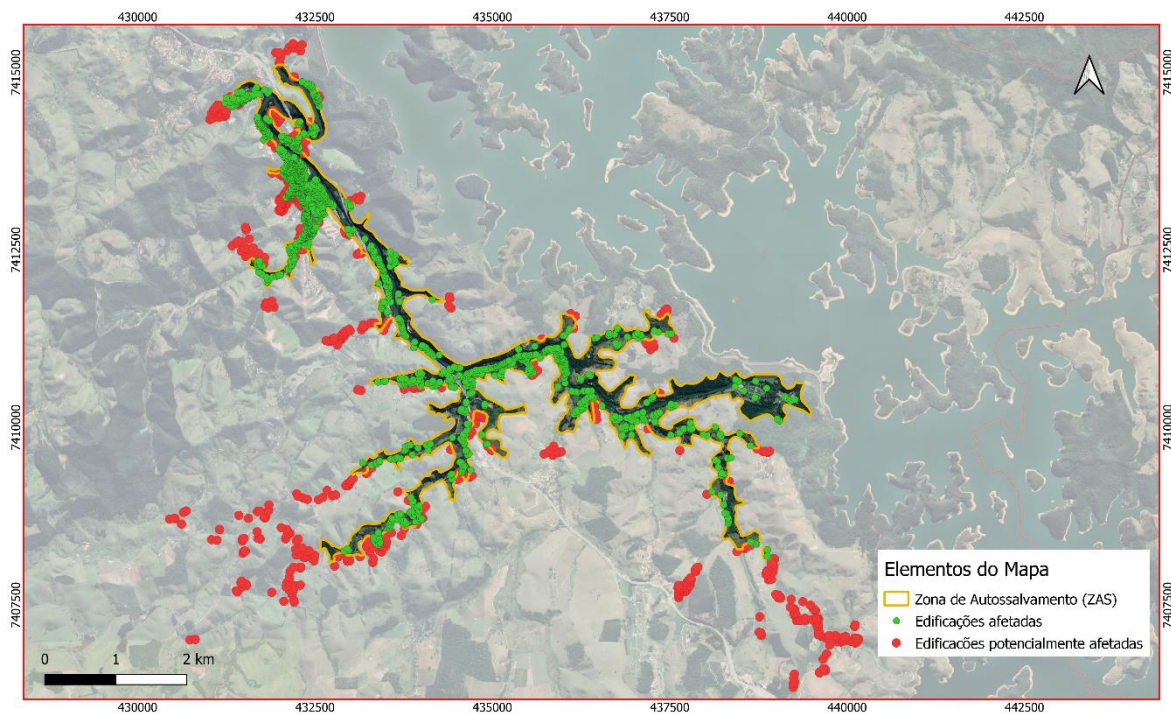 430000 432500 435000 437500 440000 442500
7415000 7415000
7412500 7412500
7410000 7410000
7407500 7407500
Elementos do Mapa
Zona de Autossalvamento (ZAS)
Edificações afetadas
Edificacões potencialmente afetadas
0 1 2 km
430000 432500 435000 437500 440000 442500